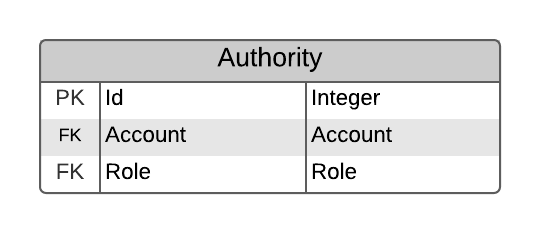 Authority
PK Id Integer
FK Account Account
FK Role Role